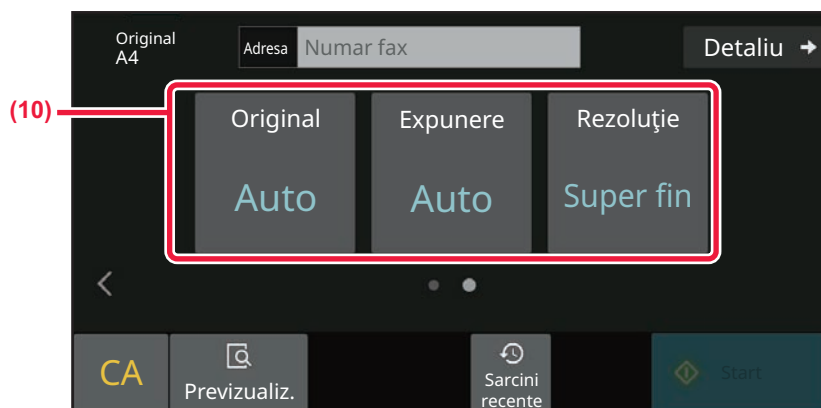 Original
A4
Adresa Numar fax
Detaliu
(10)
Original Expunere Rezoluţie
Auto Auto Super fin
CA
Previzualiz.
Sarcini
recente
Start